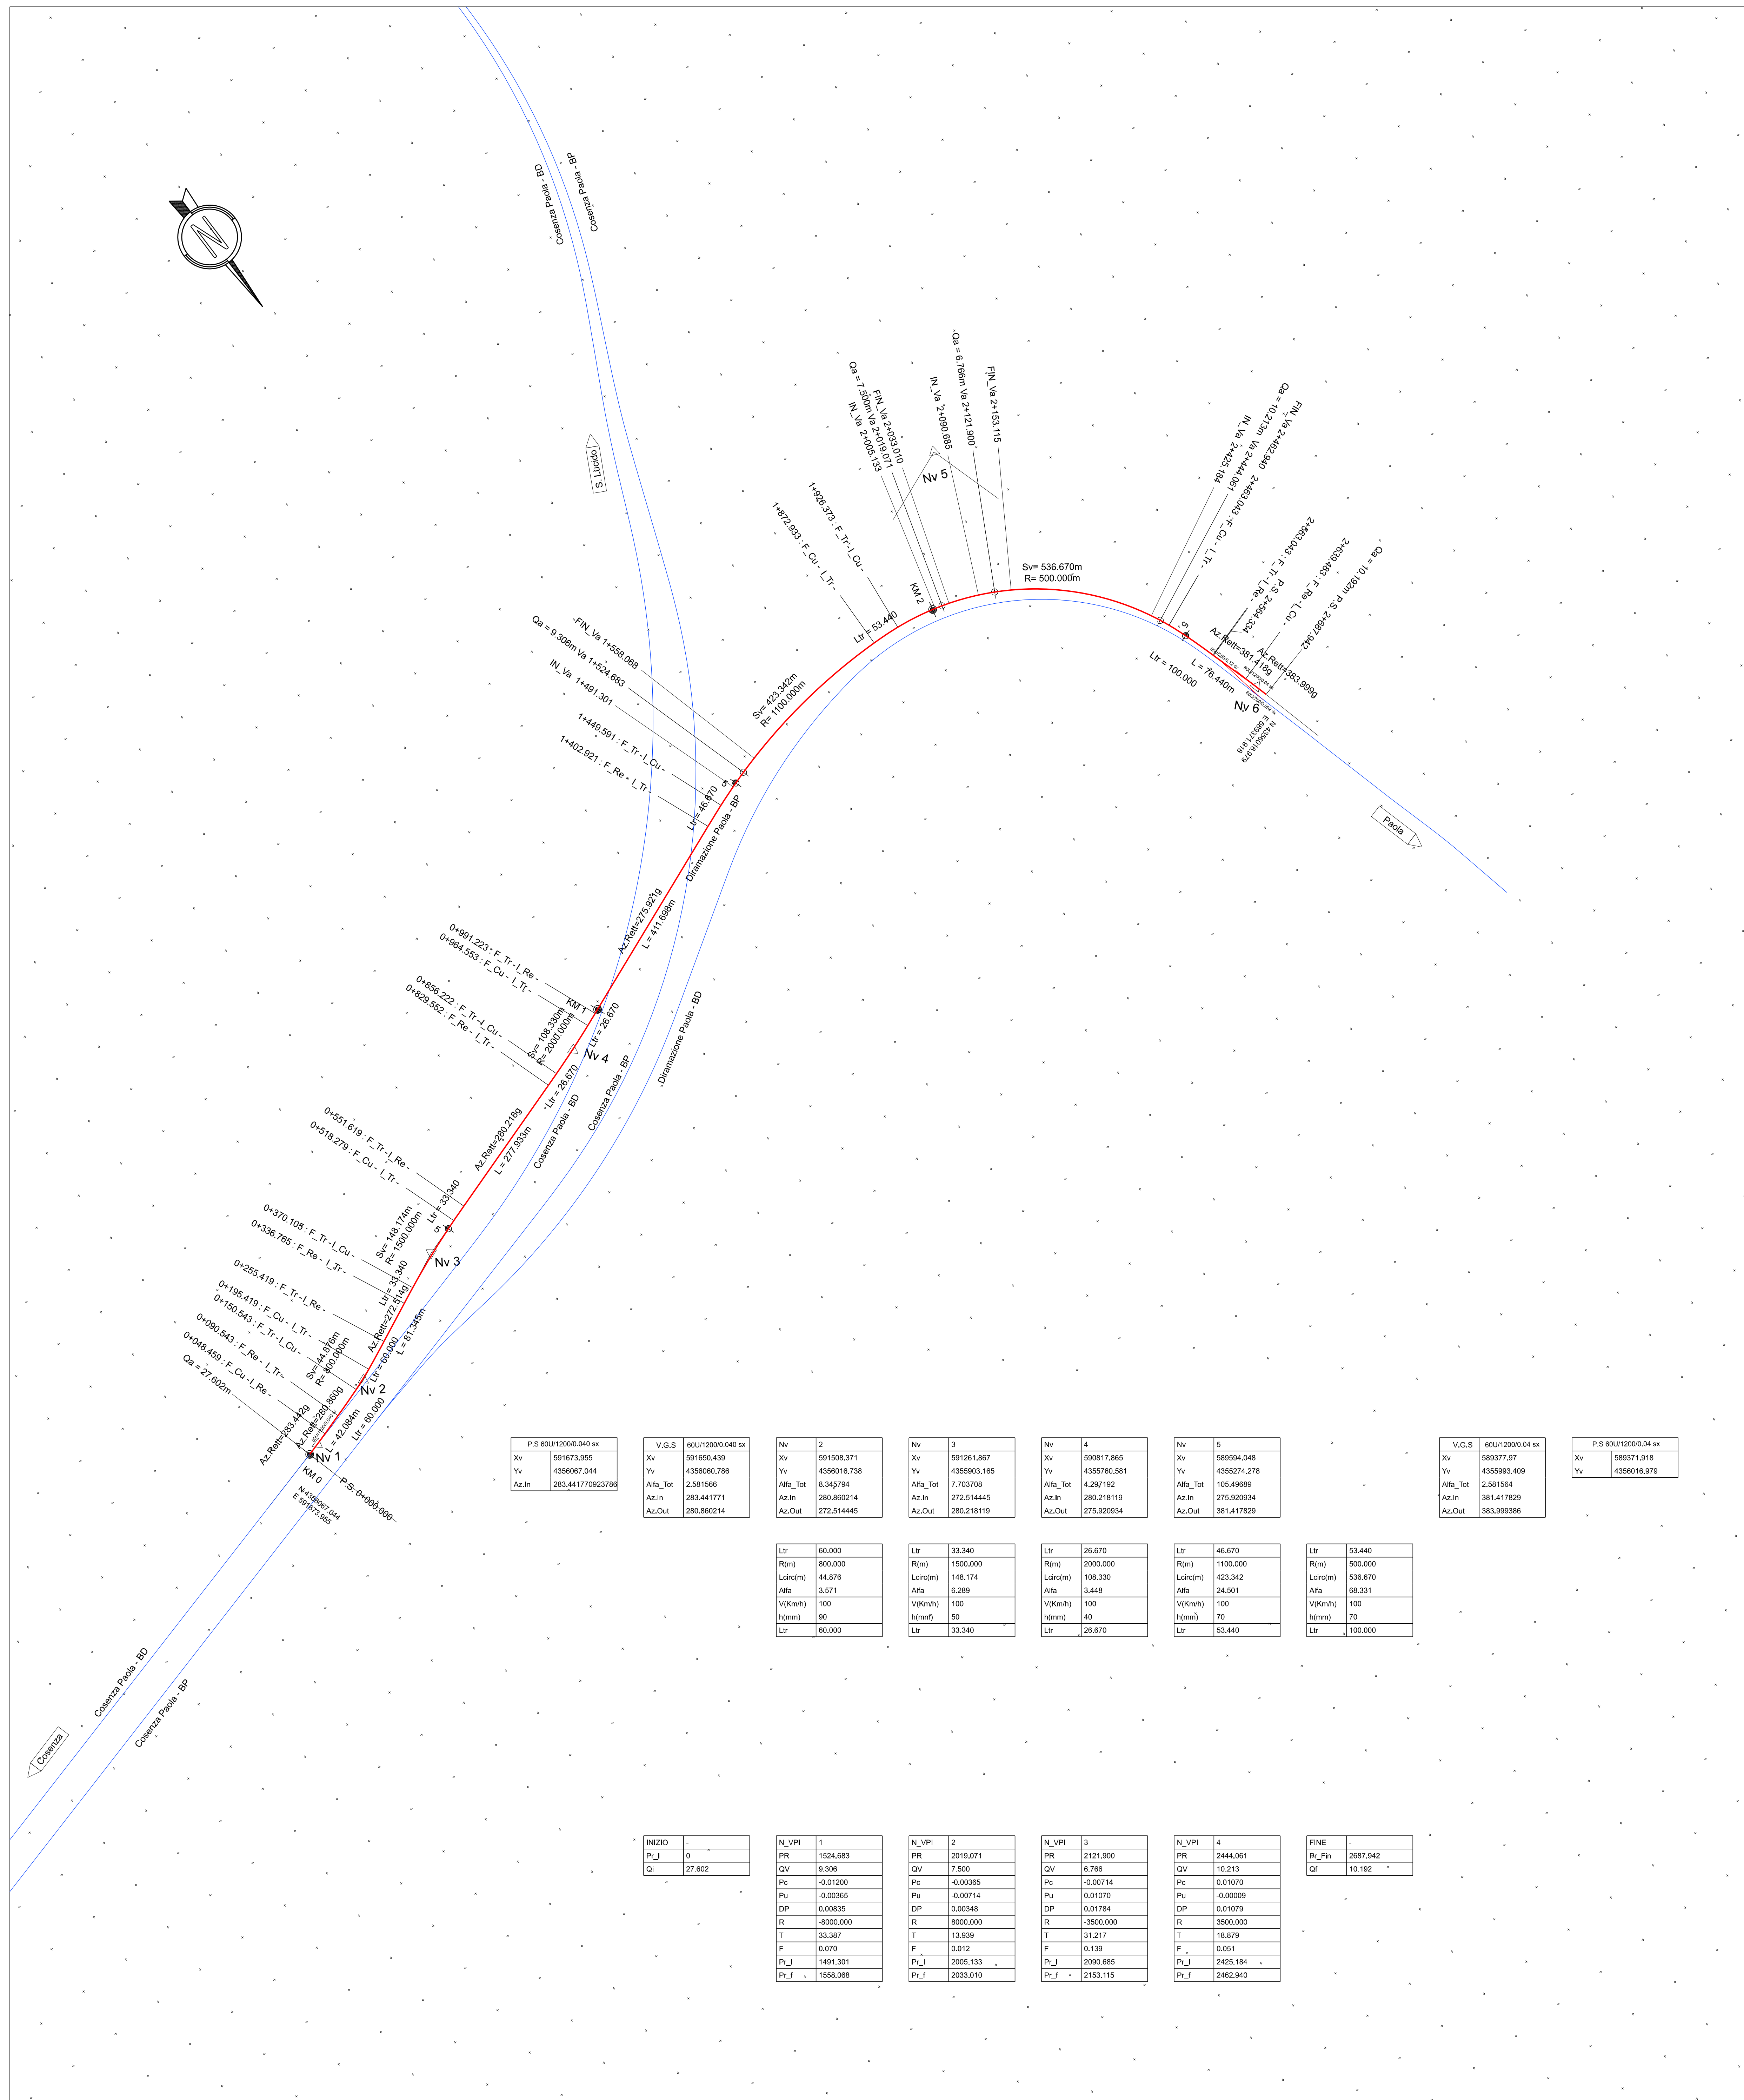 Cosenza Paola - BD
Cosenza Paola - BP
N
S. Lucido
Qa = 7.500m Va 2+019.071
FIN_Va 2+033.010
IN_Va 2+005.133
IN_Va 2+090.685
Qa = 6.766m Va 2+121.900
FIN_Va 2+153.115
Nv 5
Qa = 10.213m Va 2+444.061
FIN_Va 2+462.940
IN_Va 2+425.184
2+463.043 : F_Cu - I_Tr -
2+563.043 : F_Tr - I_Re -
P.S. 2+564.334
2+639.483 : F_Re - I_Cu -
Qa = 10.192m P.S. 2+687.942
1+926.373 : F_Tr - I_Cu -
1+872.933 : F_Cu - I_Tr -
KM 2
Ltr = 53.440
Sv= 536.670m
R= 500.000m
5
Az.Rett=381.418g
Az.Rett=383.999g
Ltr = 100.000
L = 76.440m
Nv 6
N 4356016.979
E 589371.918
Paola
FIN_Va 1+558.068
Qa = 9.306m Va 1+524.683
IN_Va 1+491.301
1+449.591 : F_Tr - I_Cu -
1+402.921 : F_Re - I_Tr -
Sv= 423.342m
R= 1100.000m
5
Ltr = 46.670
Diramazione Paola - BP
Az.Rett=275.921g
L = 411.698m
0+991.223 : F_Tr - I_Re -
0+964.553 : F_Cu - I_Tr -
0+856.222 : F_Tr - I_Cu -
0+829.552 : F_Re - I_Tr -
KM 1
Sv= 108.330m
R= 2000.000m
Ltr = 26.670
Nv 4
Ltr = 26.670
Diramazione Paola - BD
Cosenza Paola - BP
Cosenza Paola - BD
Az.Rett=280.218g
L = 277.933m
0+551.619 : F_Tr - I_Re -
0+518.279 : F_Cu - I_Tr -
Ltr = 33.340
5
Sv= 148.174m
R= 1500.000m
Nv 3
0+370.105 : F_Tr - I_Cu -
0+336.765 : F_Re - I_Tr -
Ltr = 33.340
0+255.419 : F_Tr - I_Re -
0+195.419 : F_Cu - I_Tr -
0+150.543 : F_Tr - I_Cu -
0+090.543 : F_Re - I_Tr -
0+048.459 : F_Cu - I_Re -
Qa = 27.602m
Az.Rett=272.514g
L = 81.345m
Sv= 44.876m
R= 800.000m
Ltr = 60.000
Nv 2
Ltr = 60.000
Az.Rett=280.860g
L = 42.084m
Az.Rett=283.442g
Nv 1
KM 0
P.S. 0+000.000
N 4356067.044
E 591673.955
Cosenza Paola - BD
Cosenza Paola - BP
Cosenza
P.S 60U/1200/0.040 sx
Xv 591673,955
Yv 4356067,044
Az.In 283,441770923786
V.G.S 60U/1200/0.040 sx
Xv 591650,439
Yv 4356060,786
Alfa_Tot 2,581566
Az.In 283,441771
Az.Out 280,860214
Nv 2
Xv 591508.371
Yv 4356016.738
Alfa_Tot 8,345794
Az.In 280.860214
Az.Out 272.514445
Nv 3
Xv 591261,867
Yv 4355903,165
Alfa_Tot 7.703708
Az.In 272.514445
Az.Out 280.218119
Nv 4
Xv 590817,865
Yv 4355760,581
Alfa_Tot 4,297192
Az.In 280.218119
Az.Out 275.920934
Nv 5
Xv 589594,048
Yv 4355274,278
Alfa_Tot 105,49689
Az.In 275.920934
Az.Out 381.417829
V.G.S 60U/1200/0.04 sx
Xv 589377.97
Yv 4355993.409
Alfa_Tot 2,581564
Az.In 381,417829
Az.Out 383,999386
P.S 60U/1200/0.04 sx
Xv 589371,918
Yv 4356016,979
Ltr 60.000
R(m) 800.000
Lcirc(m) 44.876
Alfa 3,571
V(Km/h) 100
h(mm) 90
Ltr 60.000
Ltr 33.340
R(m) 1500.000
Lcirc(m) 148.174
Alfa 6.289
V(Km/h) 100
h(mm) 50
Ltr 33.340
Ltr 26.670
R(m) 2000,000
Lcirc(m) 108.330
Alfa 3,448
V(Km/h) 100
h(mm) 40
Ltr 26.670
Ltr 46.670
R(m) 1100.000
Lcirc(m) 423.342
Alfa 24,501
V(Km/h) 100
h(mm) 70
Ltr 53.440
Ltr 53.440
R(m) 500.000
Lcirc(m) 536.670
Alfa 68,331
V(Km/h) 100
h(mm) 70
Ltr 100.000
INIZIO -
Pr_I 0
Qi 27.602
N_VPI 1
PR 1524,683
QV 9.306
Pc -0.01200
Pu -0.00365
DP 0.00835
R -8000,000
T 33.387
F 0.070
Pr_I 1491.301
Pr_f 1558,068
N_VPI 2
PR 2019,071
QV 7.500
Pc -0.00365
Pu -0.00714
DP 0.00348
R 8000,000
T 13.939
F 0.012
Pr_I 2005,133
Pr_f 2033,010
N_VPI 3
PR 2121,900
QV 6.766
Pc -0.00714
Pu 0.01070
DP 0.01784
R -3500,000
T 31.217
F 0.139
Pr_I 2090,685
Pr_f 2153,115
N_VPI 4
PR 2444,061
QV 10.213
Pc 0.01070
Pu -0.00009
DP 0.01079
R 3500,000
T 18.879
F 0.051
Pr_I 2425,184
Pr_f 2462,940
FINE -
Rr_Fin 2687,942
Qf 10.192